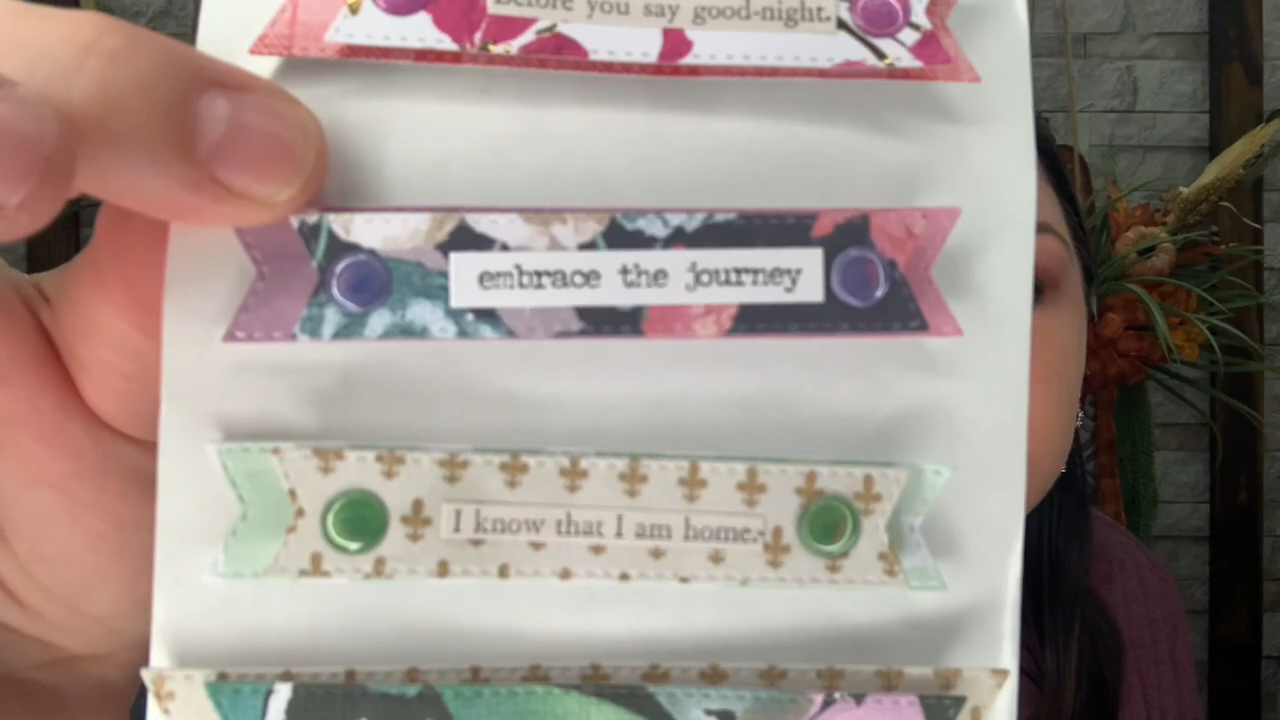 before you say good-night.
embrace the journey
I know that I am home.